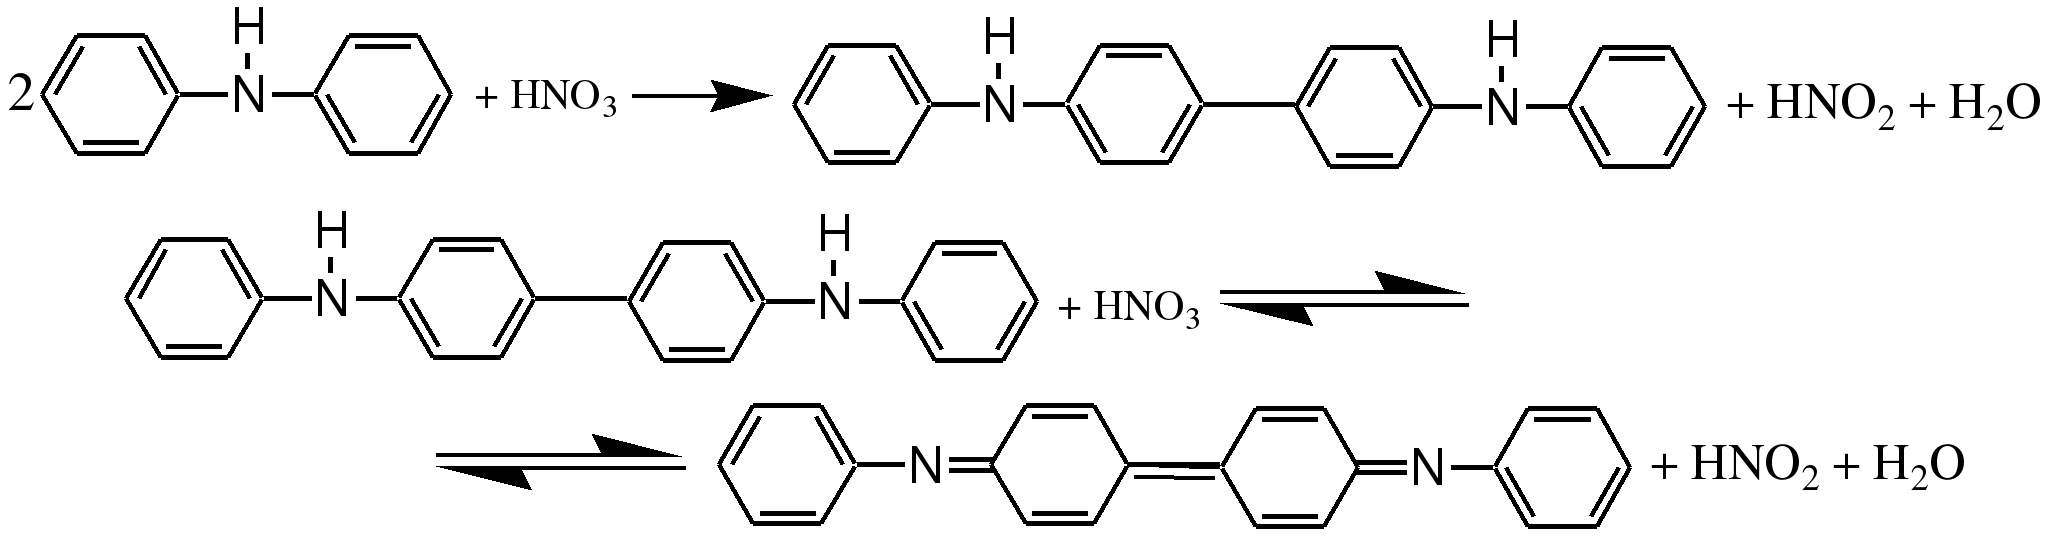 2 H N + HNO3 H N H N + HNO2 + H2O
H N H N + HNO3
N N + HNO2 + H2O